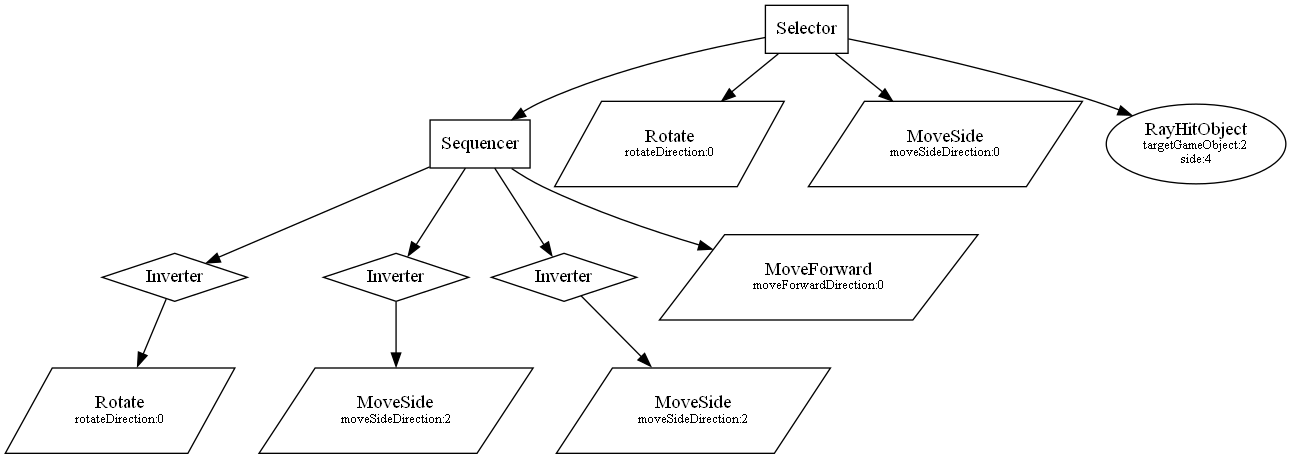 Selector
Sequencer
Rotate
rotateDirection:0
MoveSide
moveSideDirection:0
RayHitObject
targetGameObject:2
side:4
Inverter
Inverter
Inverter
MoveForward
moveForwardDirection:0
Rotate
rotateDirection:0
MoveSide
moveSideDirection:2
MoveSide
moveSideDirection:2